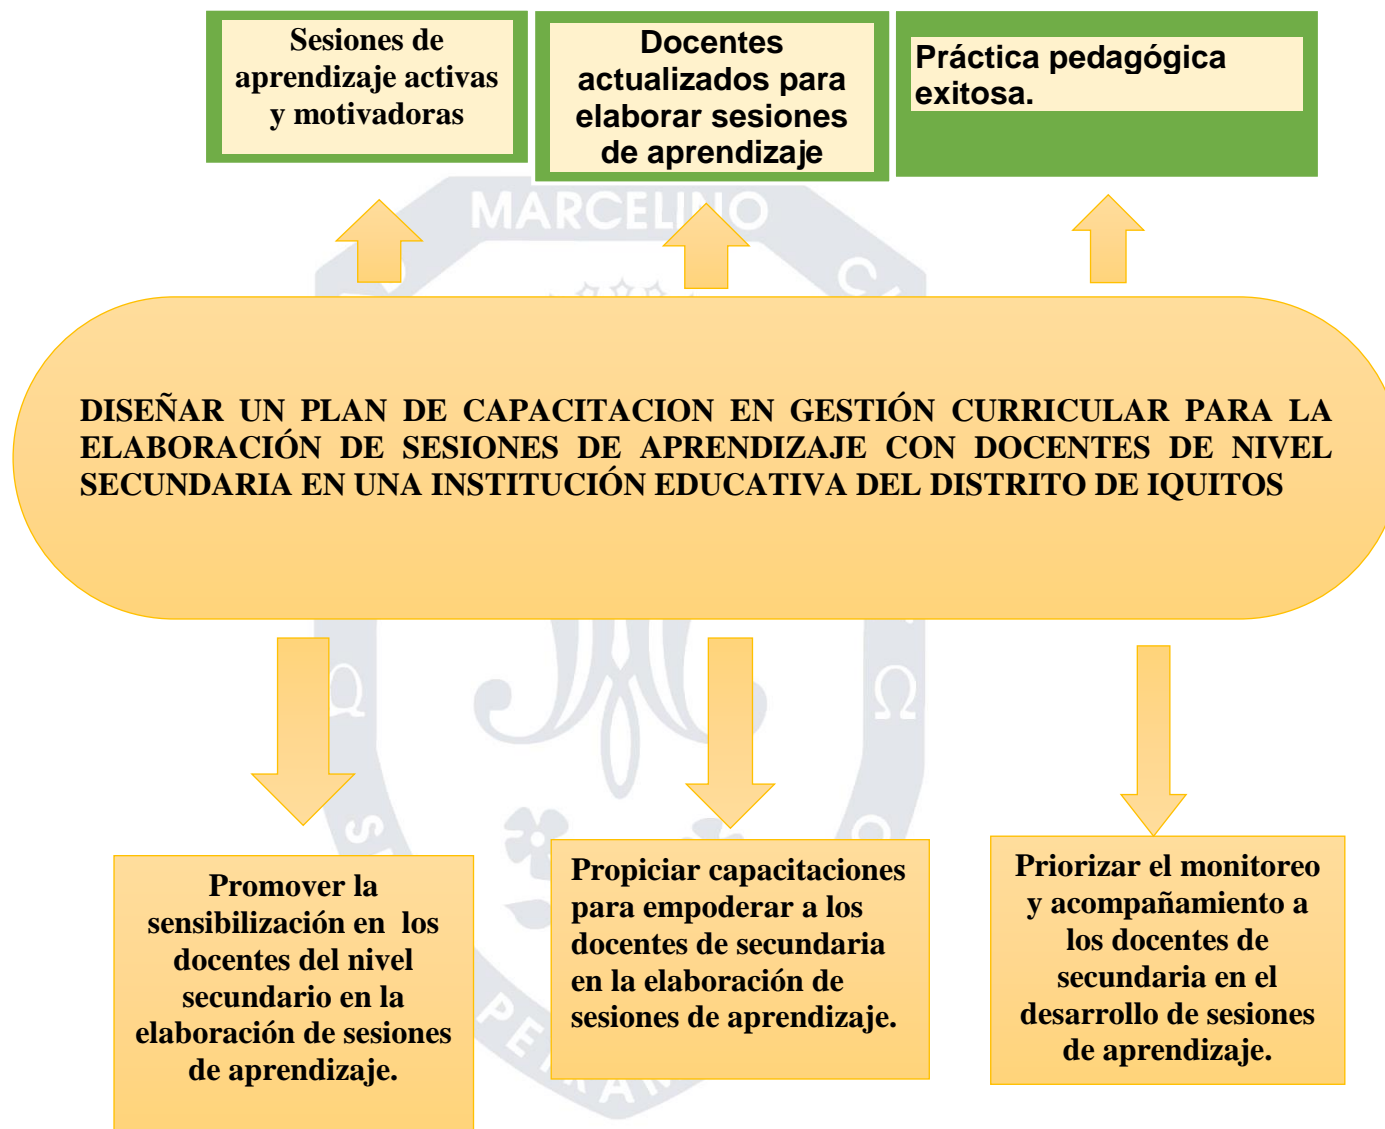 Sesiones de
aprendizaje activas
y motivadoras
Docentes
actualizados para
elaborar sesiones
de aprendizaje
Práctica pedagógica
exitosa.
MARCELINO
DISEÑAR UN PLAN DE CAPACITACION EN GESTIÓN CURRICULAR PARA LA
ELABORACIÓN DE SESIONES DE APRENDIZAJE CON DOCENTES DE NIVEL
SECUNDARIA EN UNA INSTITUCIÓN EDUCATIVA DEL DISTRITO DE IQUITOS
Ω
Promover la
sensibilización en los
docentes del nivel
secundario en la
elaboración de sesiones
de aprendizaje.
Propiciar capacitaciones
para empoderar a los
docentes de secundaria
en la elaboración de
sesiones de aprendizaje.
Priorizar el monitoreo
y acompañamiento a
los docentes de
secundaria en el
desarrollo de sesiones
de aprendizaje.